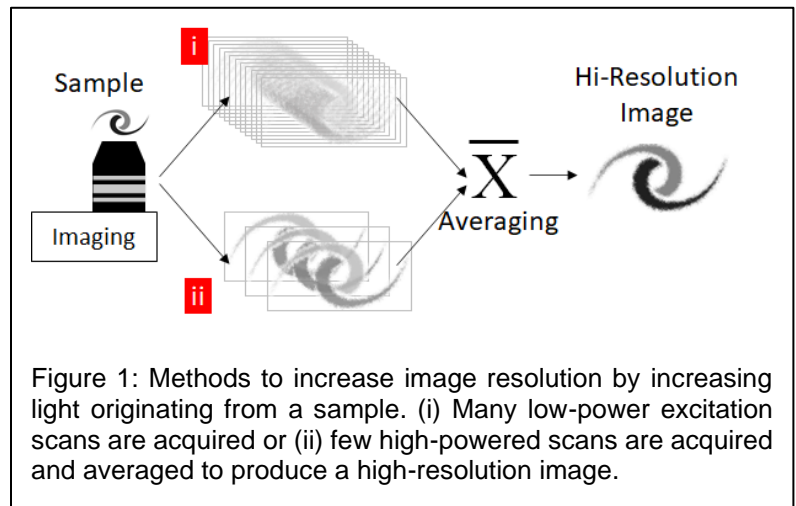 i
Sample
Hi-Resolution
Image
X
Averaging
Imaging
ii
Figure 1: Methods to increase image resolution by increasing
light originating from a sample. (i) Many low-power excitation
scans are acquired or (ii) few high-powered scans are acquired
and averaged to produce a high-resolution image.